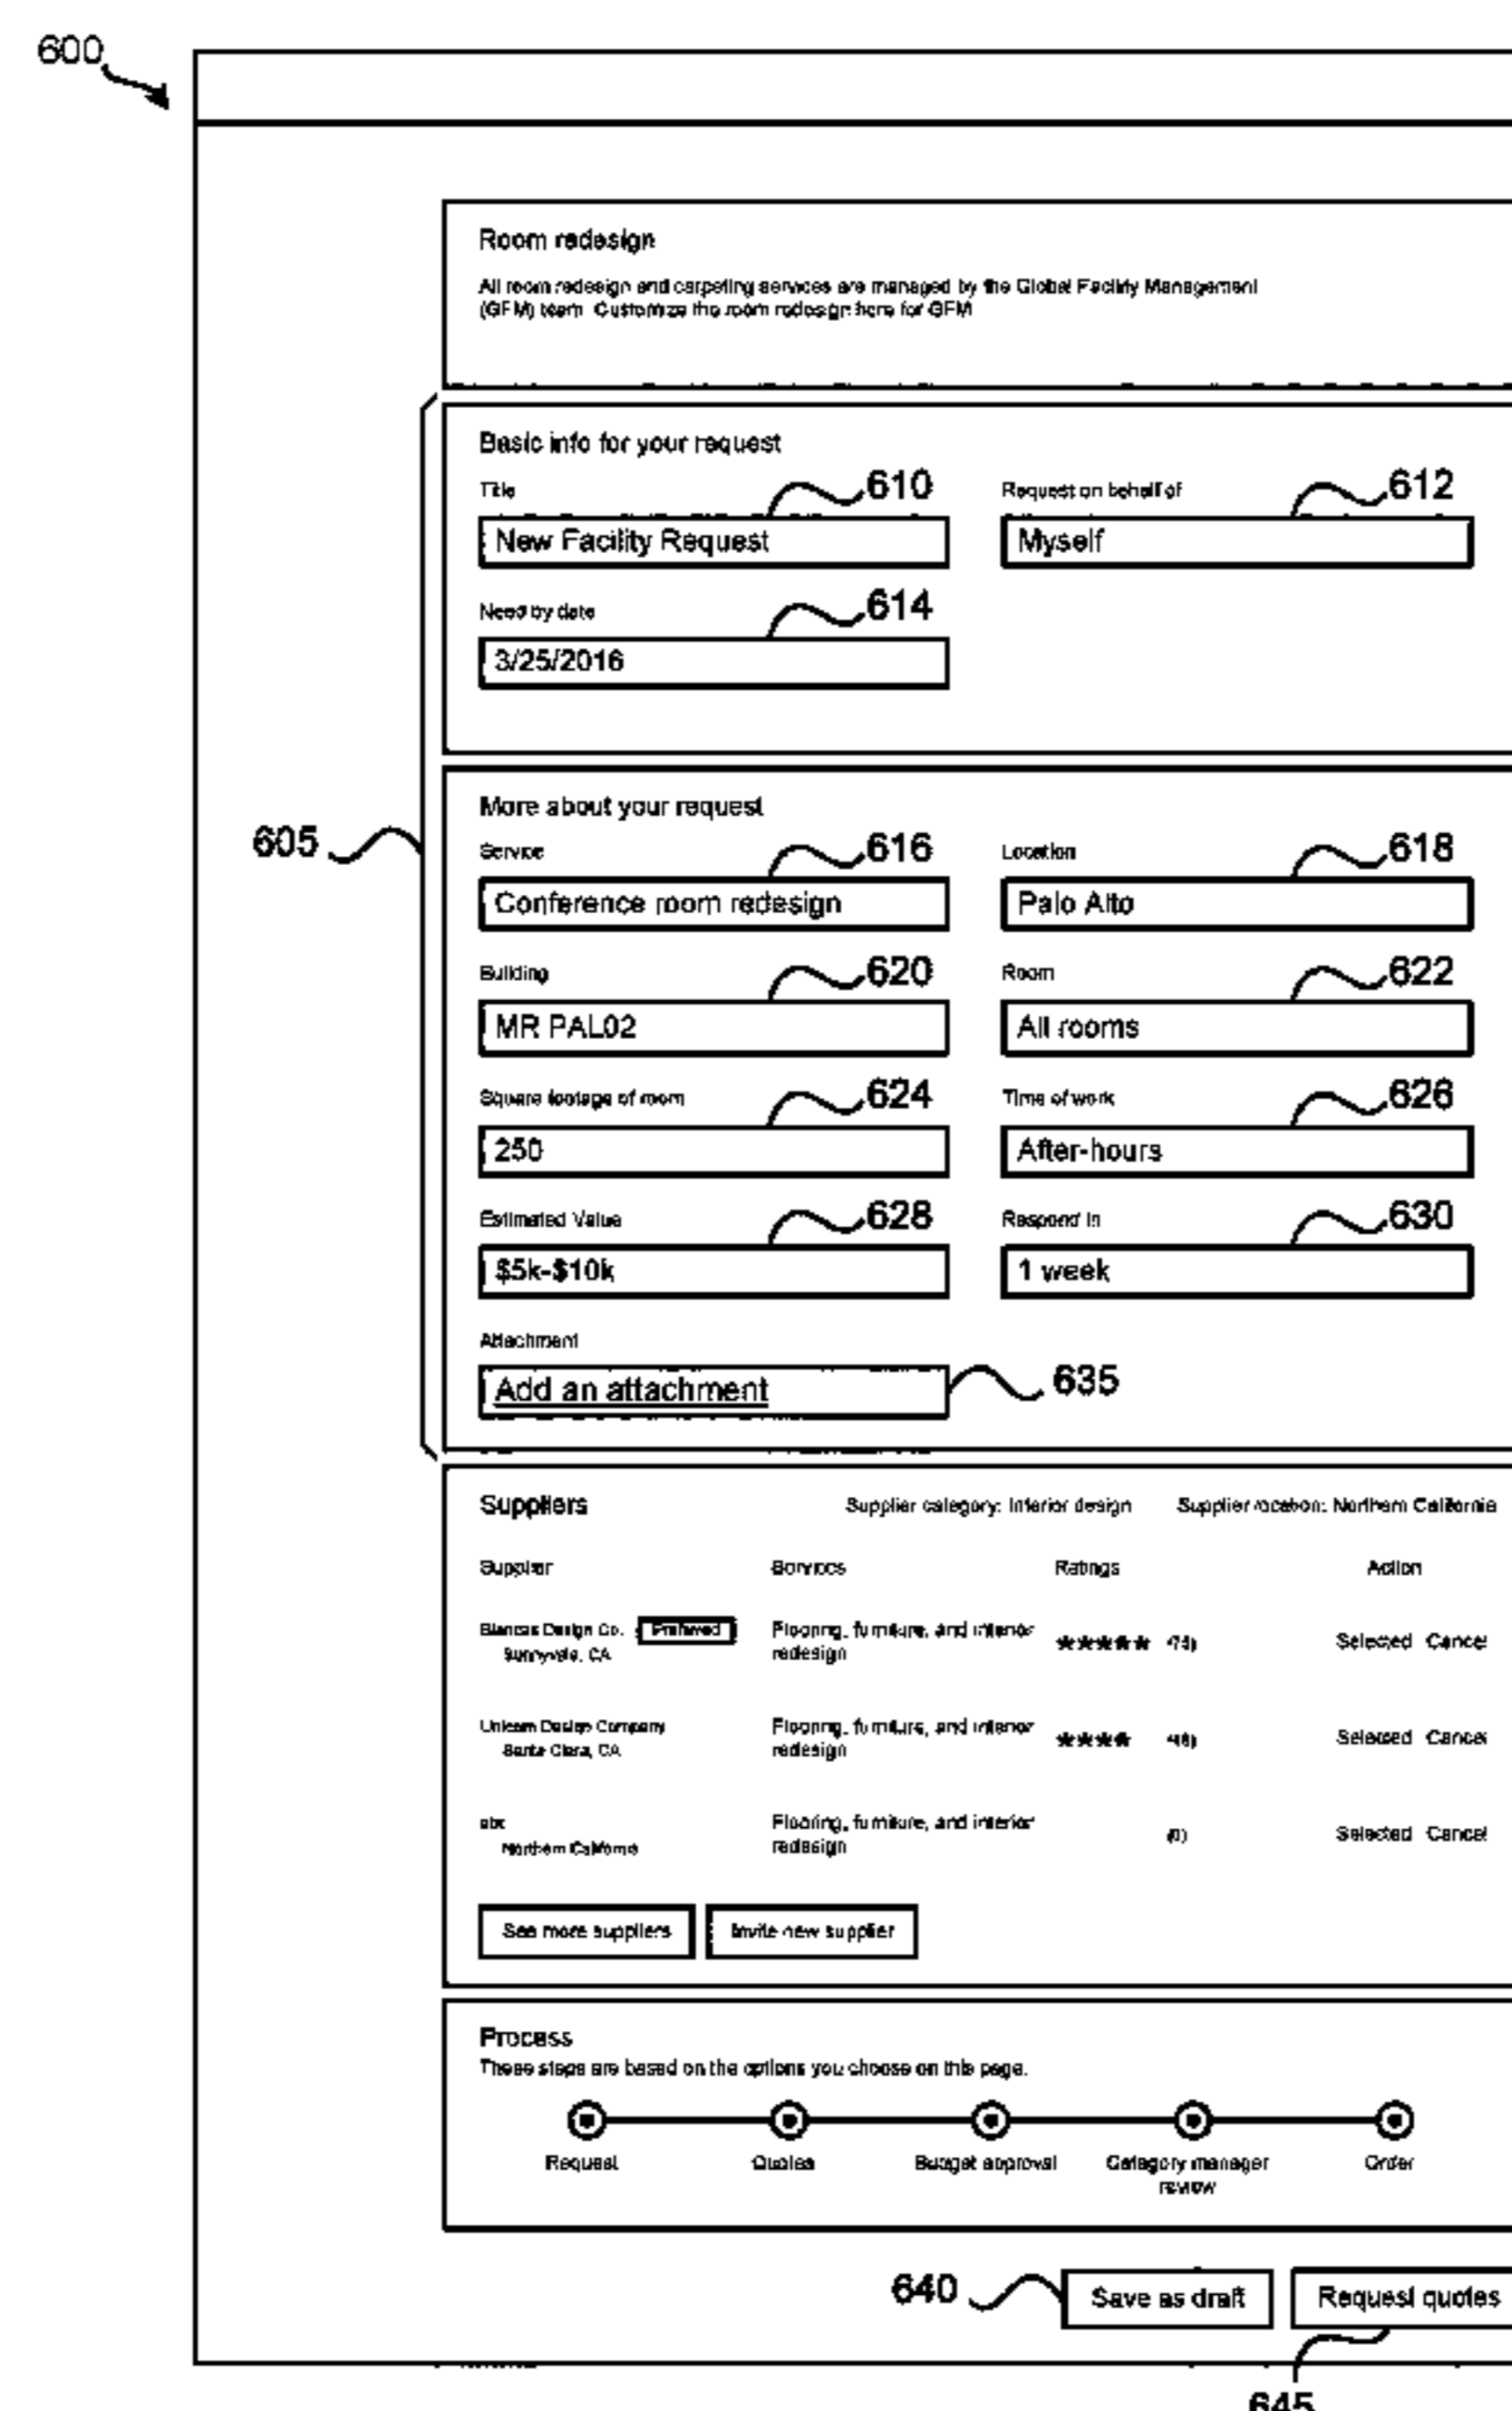 600
Room redesign
All room redesign and carpeting services are managed by the Global Facility Management
(GFM) team. Customize the room redesign here for GFM
Basic info for your request
Title 610 Request on behalf of 612
New Facility Request Myself
Need by date 614
3/25/2016
More about your request
605
Service 616 Location 618
Conference room redesign Palo Alto
Building 620 Room 622
MR PAL02 All rooms
Square footage of room 624 Time of work 626
250 After-hours
Estimated Value 628 Respond in 630
$5k-$10k 1 week
Attachment
Add an attachment 635
Suppliers Supplier category: Interior design Supplier location: Northern California
Supplier Services Ratings Action
Design Co. Preferred Flooring, furniture, and interior ★★★★★ Selected Cancel
Sunnyvale, CA redesign
Unicorn Design Company Flooring, furniture, and interior ★★★★ Selected Cancel
Santa Clara, CA redesign
abc Flooring, furniture, and interior (0) Selected Cancel
Northern California redesign
See more suppliers Invite new supplier
Process
These steps are based on the options you choose on this page.
Request Quotes Budget approval Category manager Order
review
640 Save as draft Request quotes
645